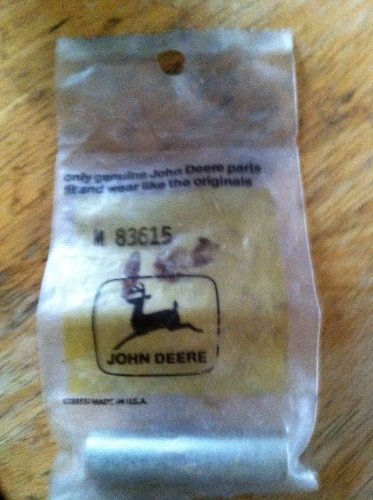 only genuine John Deere parts
fit and wear like the originals
M 83615
JOHN DEERE
MADE IN U.S.A.